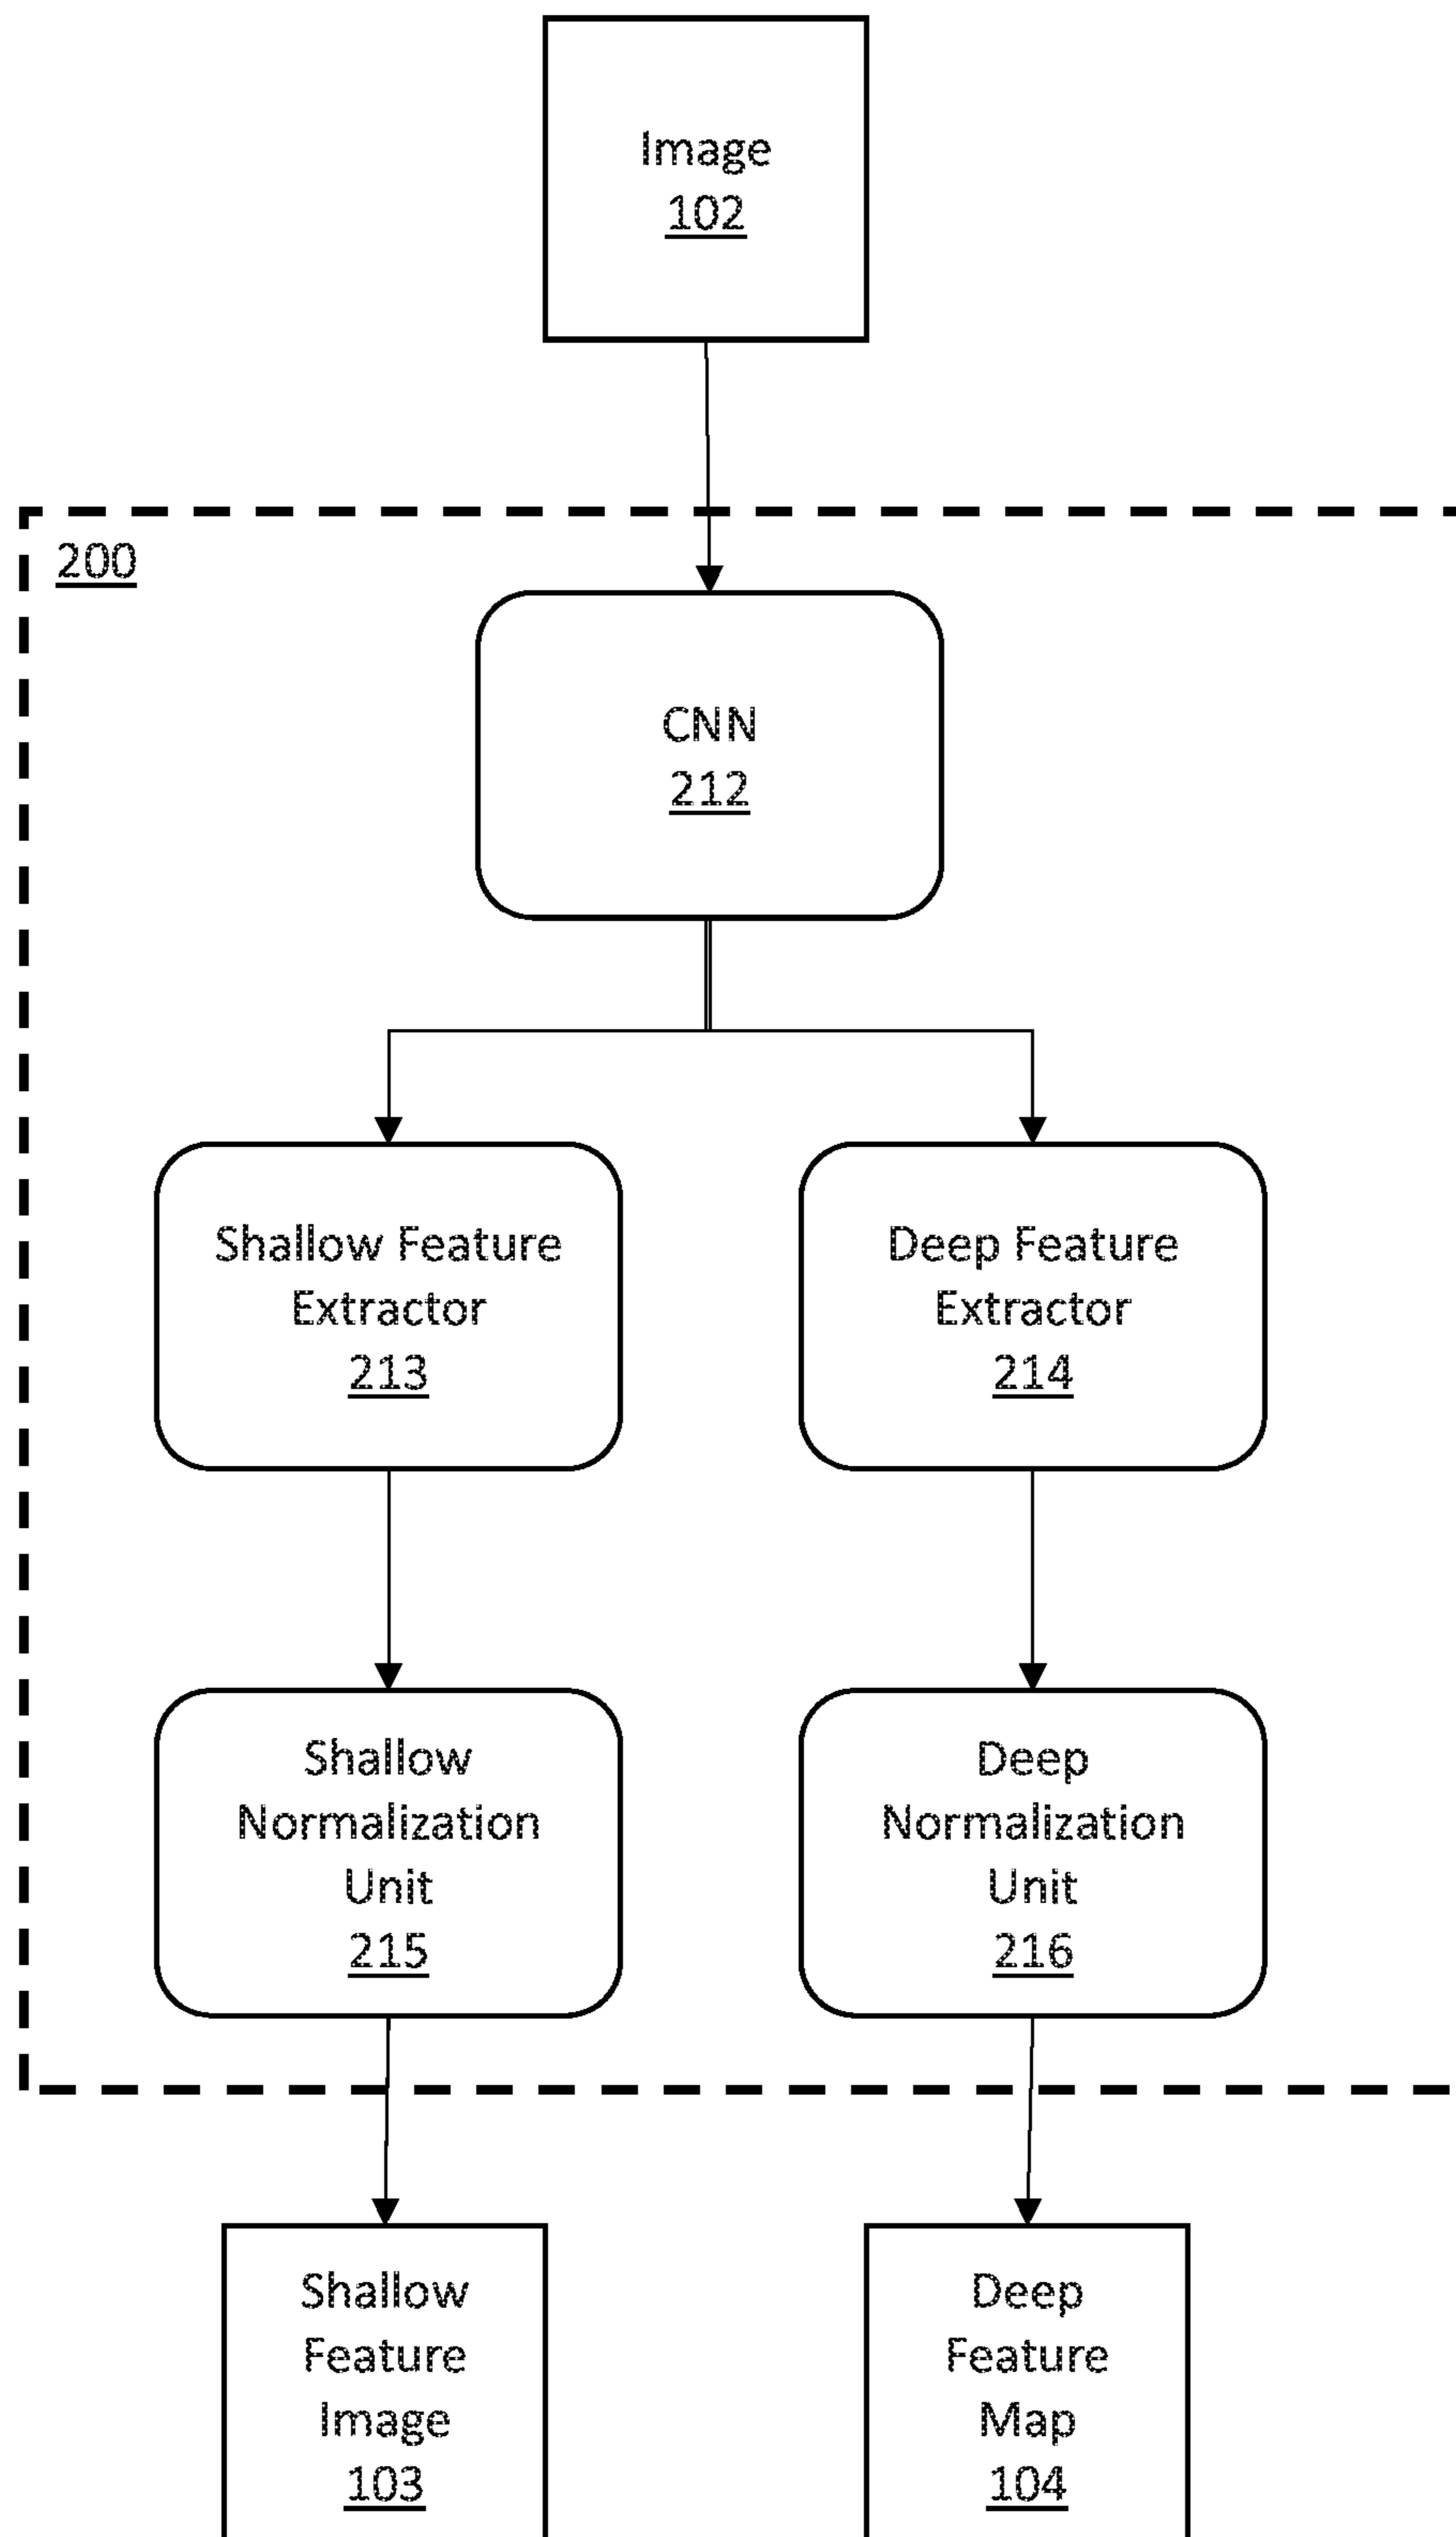 Image
102
200
CNN
212
Shallow Feature
Extractor
213
Deep Feature
Extractor
214
Shallow
Normalization
Unit
215
Deep
Normalization
Unit
216
Shallow
Feature
Image
103
Deep
Feature
Map
104